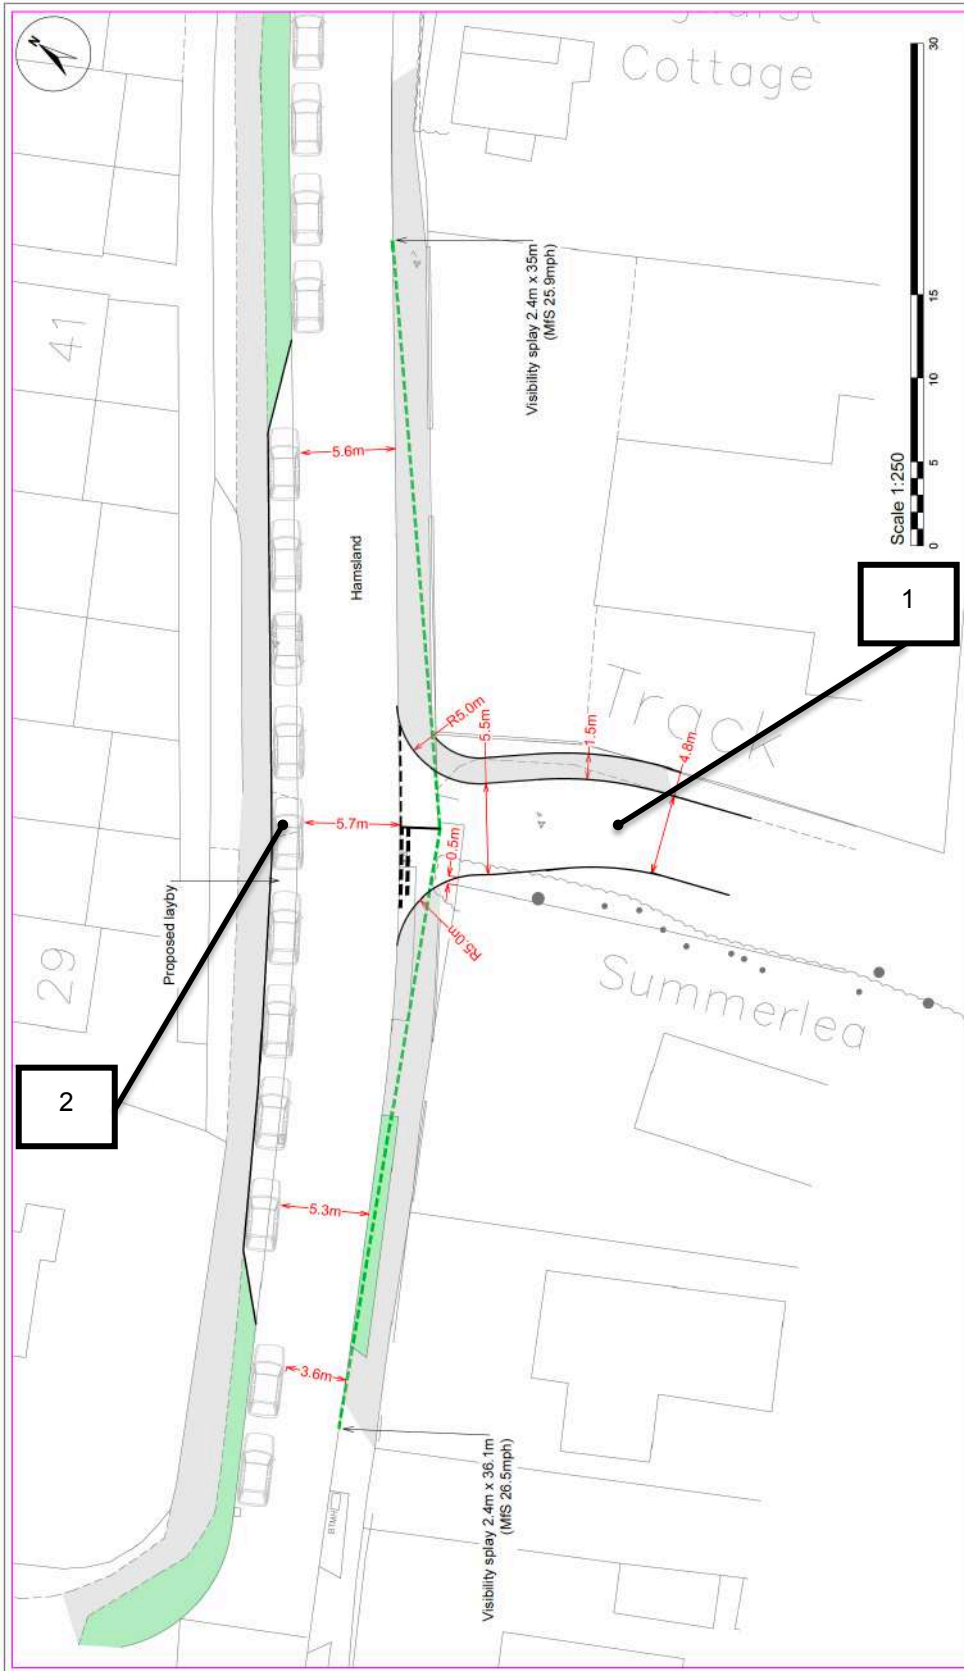 N
Cottage
41
Visibility splay 2.4m x 35m
(MfS 25.9mph)
30
15
10
5
0
Scale 1:250
5.6m
Hamsland
1
Track
R5.0m
5.5m
1.5m
4.8m
5.7m
0.5m
R5.0m
Proposed layby
29
Summerlea
2
5.3m
3.6m
Visibility splay 2.4m x 36.1m
(MfS 26.5mph)
BTMH